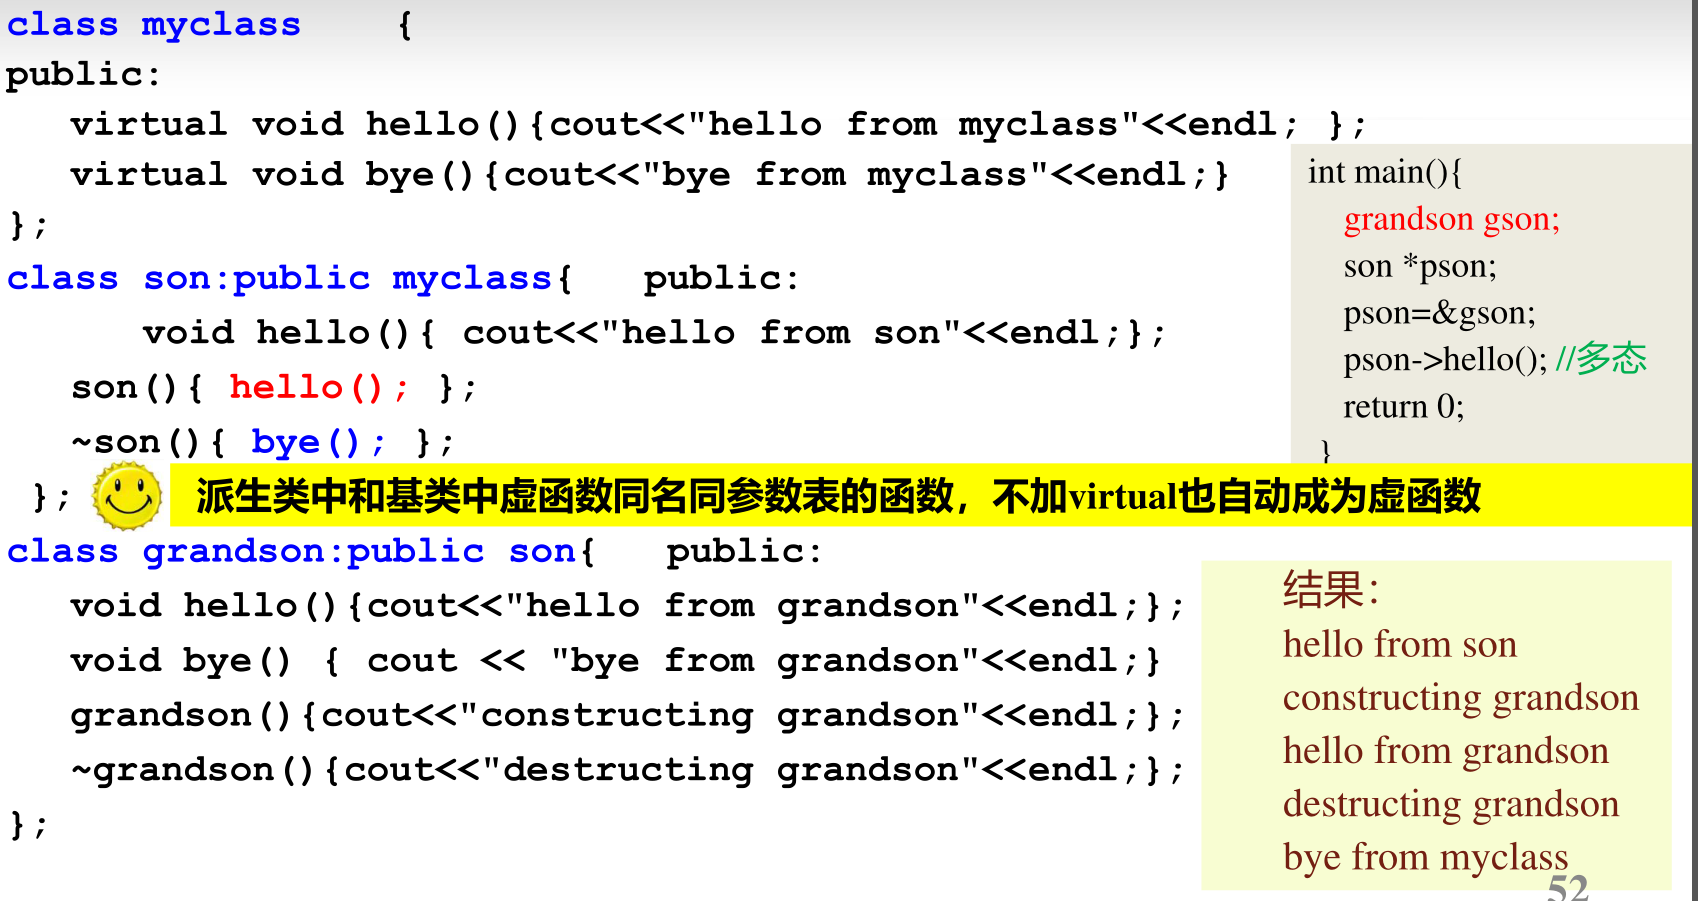 class myclass    {
public:
virtual void hello(){cout<<"hello from myclass"<<endl; };
virtual void bye(){cout<<"bye from myclass"<<endl;}
};
class son:public myclass{   public:
void hello(){ cout<<"hello from son"<<endl;};
son(){ hello(); };
~son(){ bye(); };
};
int main(){
grandson gson;
son *pson;
pson=&gson;
pson->hello(); //多态
return 0;
}
派生类中和基类中虚函数同名同参数表的函数，不加virtual也自动成为虚函数
class grandson:public son{   public:
void hello(){cout<<"hello from grandson"<<endl;};
void bye() { cout << "bye from grandson"<<endl;}
grandson(){cout<<"constructing grandson"<<endl;};
~grandson(){cout<<"destructing grandson"<<endl;};
};
结果：
hello from son
constructing grandson
hello from grandson
destructing grandson
bye from myclass
52